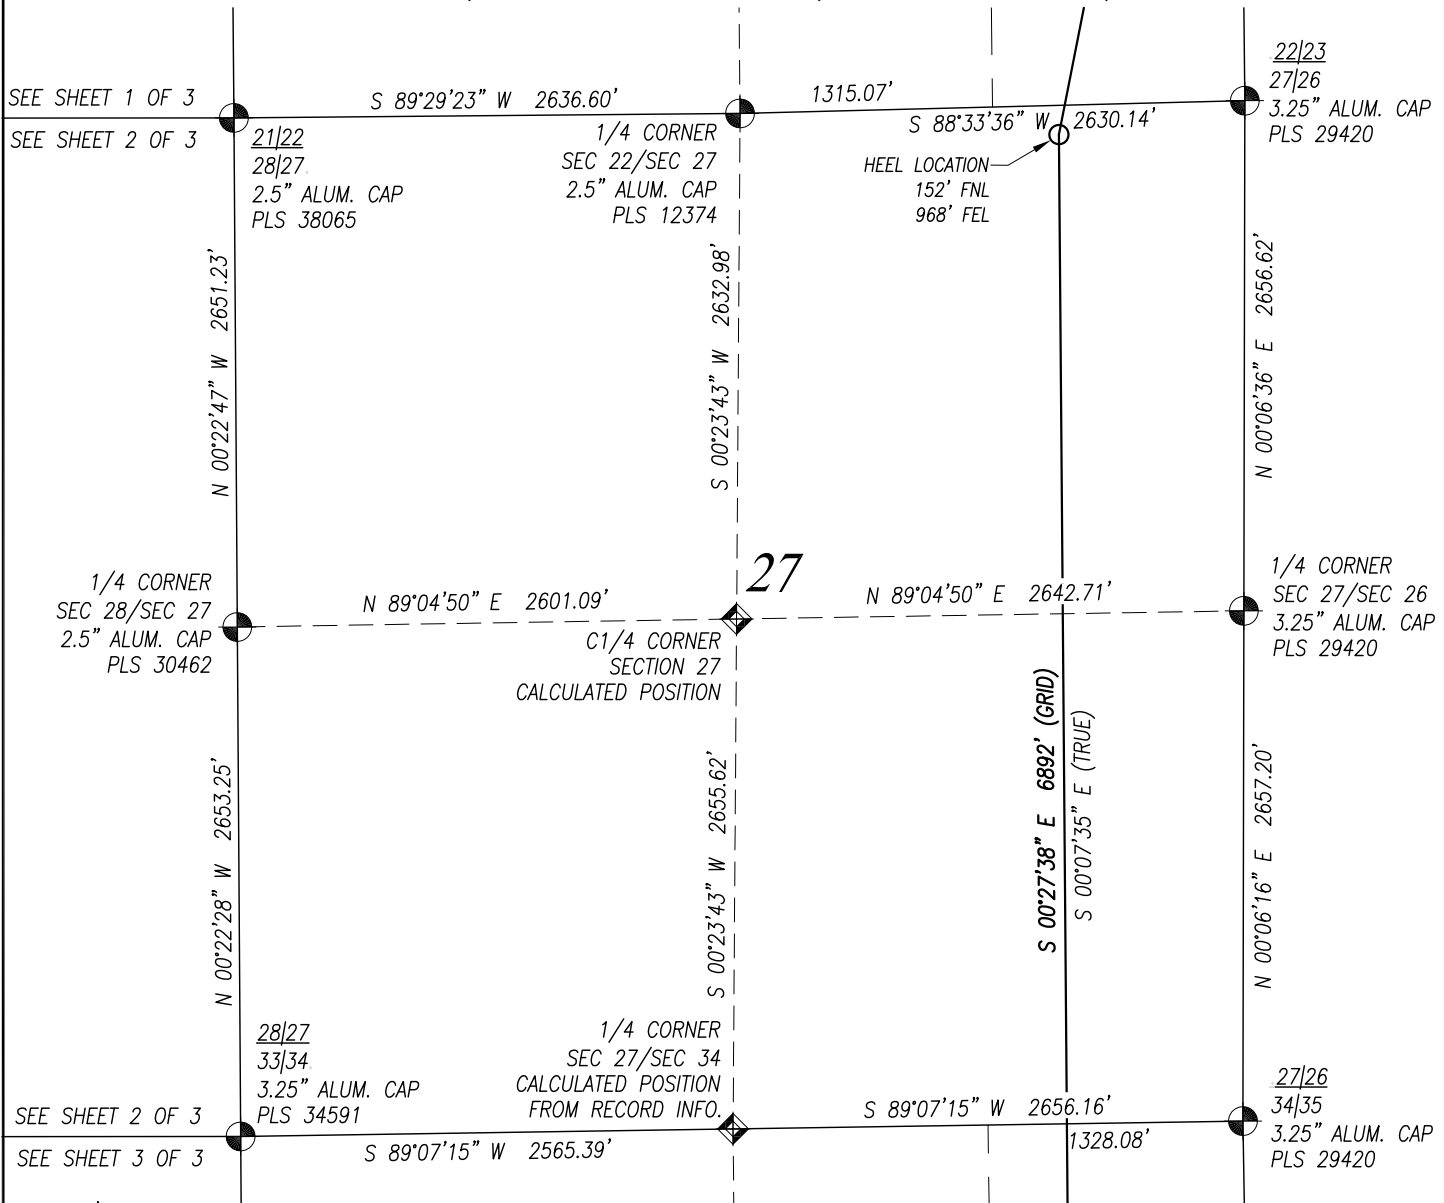 SEE SHEET 1 OF 3
SEE SHEET 2 OF 3
S 89°29'23" W 2636.60'
1315.07'
S 88°33'36" W 2630.14'
22|23
27|26
3.25" ALUM. CAP
PLS 29420
21|22
28|27
2.5" ALUM. CAP
PLS 38065
1/4 CORNER
SEC 22/SEC 27
2.5" ALUM. CAP
PLS 12374
HEEL LOCATION
152' FNL
968' FEL
N 00°22'47" W 2651.23'
S 00°23'43" W 2632.98'
N 00°06'36" E 2656.62'
27
1/4 CORNER
SEC 28/SEC 27
2.5" ALUM. CAP
PLS 30462
N 89°04'50" E 2601.09'
N 89°04'50" E 2642.71'
1/4 CORNER
SEC 27/SEC 26
3.25" ALUM. CAP
PLS 29420
C1/4 CORNER
SECTION 27
CALCULATED POSITION
N 00°22'28" W 2653.25'
S 00°23'43" W 2655.62'
S 00°27'38" E 6892' (GRID)
S 00°07'35" E (TRUE)
N 00°06'16" E 2657.20'
28|27
33|34
3.25" ALUM. CAP
PLS 34591
1/4 CORNER
SEC 27/SEC 34
CALCULATED POSITION
FROM RECORD INFO.
27|26
34|35
3.25" ALUM. CAP
PLS 29420
SEE SHEET 2 OF 3
SEE SHEET 3 OF 3
S 89°07'15" W 2565.39'
S 89°07'15" W 2656.16'
1328.08'